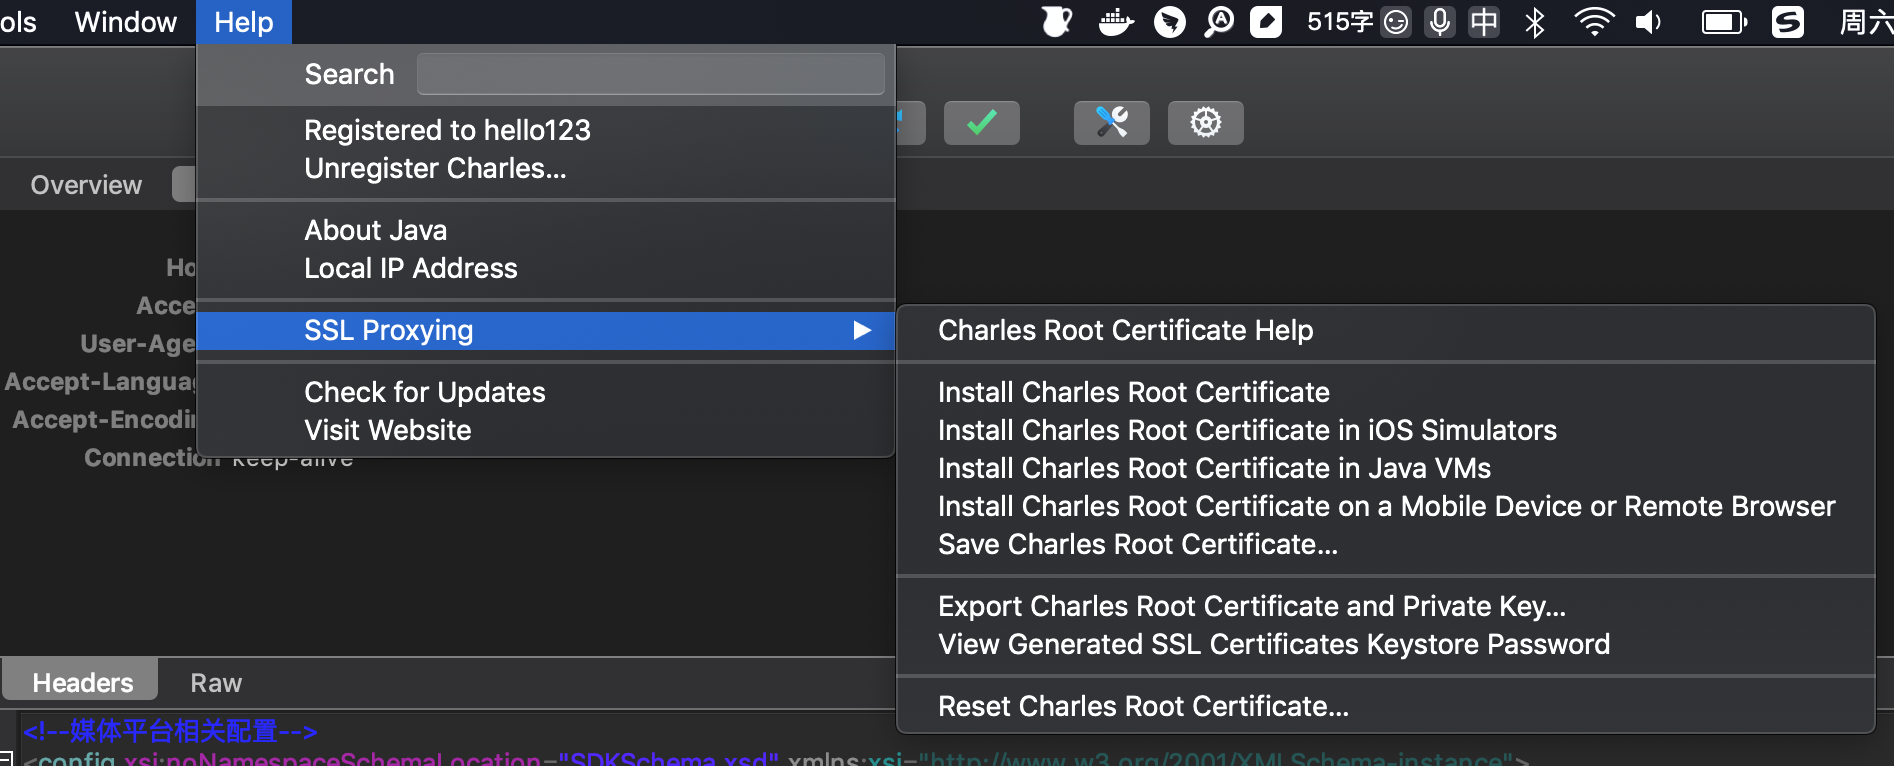 ols Window Help 515字 中 周六
Search
Registered to hello123
Unregister Charles...
Overview
About Java
Local IP Address
Ho
Acce
SSL Proxying
User-Age
Accept-Langua
Check for Updates
Accept-Encodi
Visit Website
Connection keep-alive
Charles Root Certificate Help
Install Charles Root Certificate
Install Charles Root Certificate in iOS Simulators
Install Charles Root Certificate in Java VMs
Install Charles Root Certificate on a Mobile Device or Remote Browser
Save Charles Root Certificate...
Export Charles Root Certificate and Private Key...
View Generated SSL Certificates Keystore Password
Reset Charles Root Certificate...
Headers Raw
<!--媒体平台相关配置-->
<config xsi:noNamespaceSchemaLocation="SDKSchema.xsd" xmlns:xsi="http://www.w3.org/2001/XMLSchema-instance">